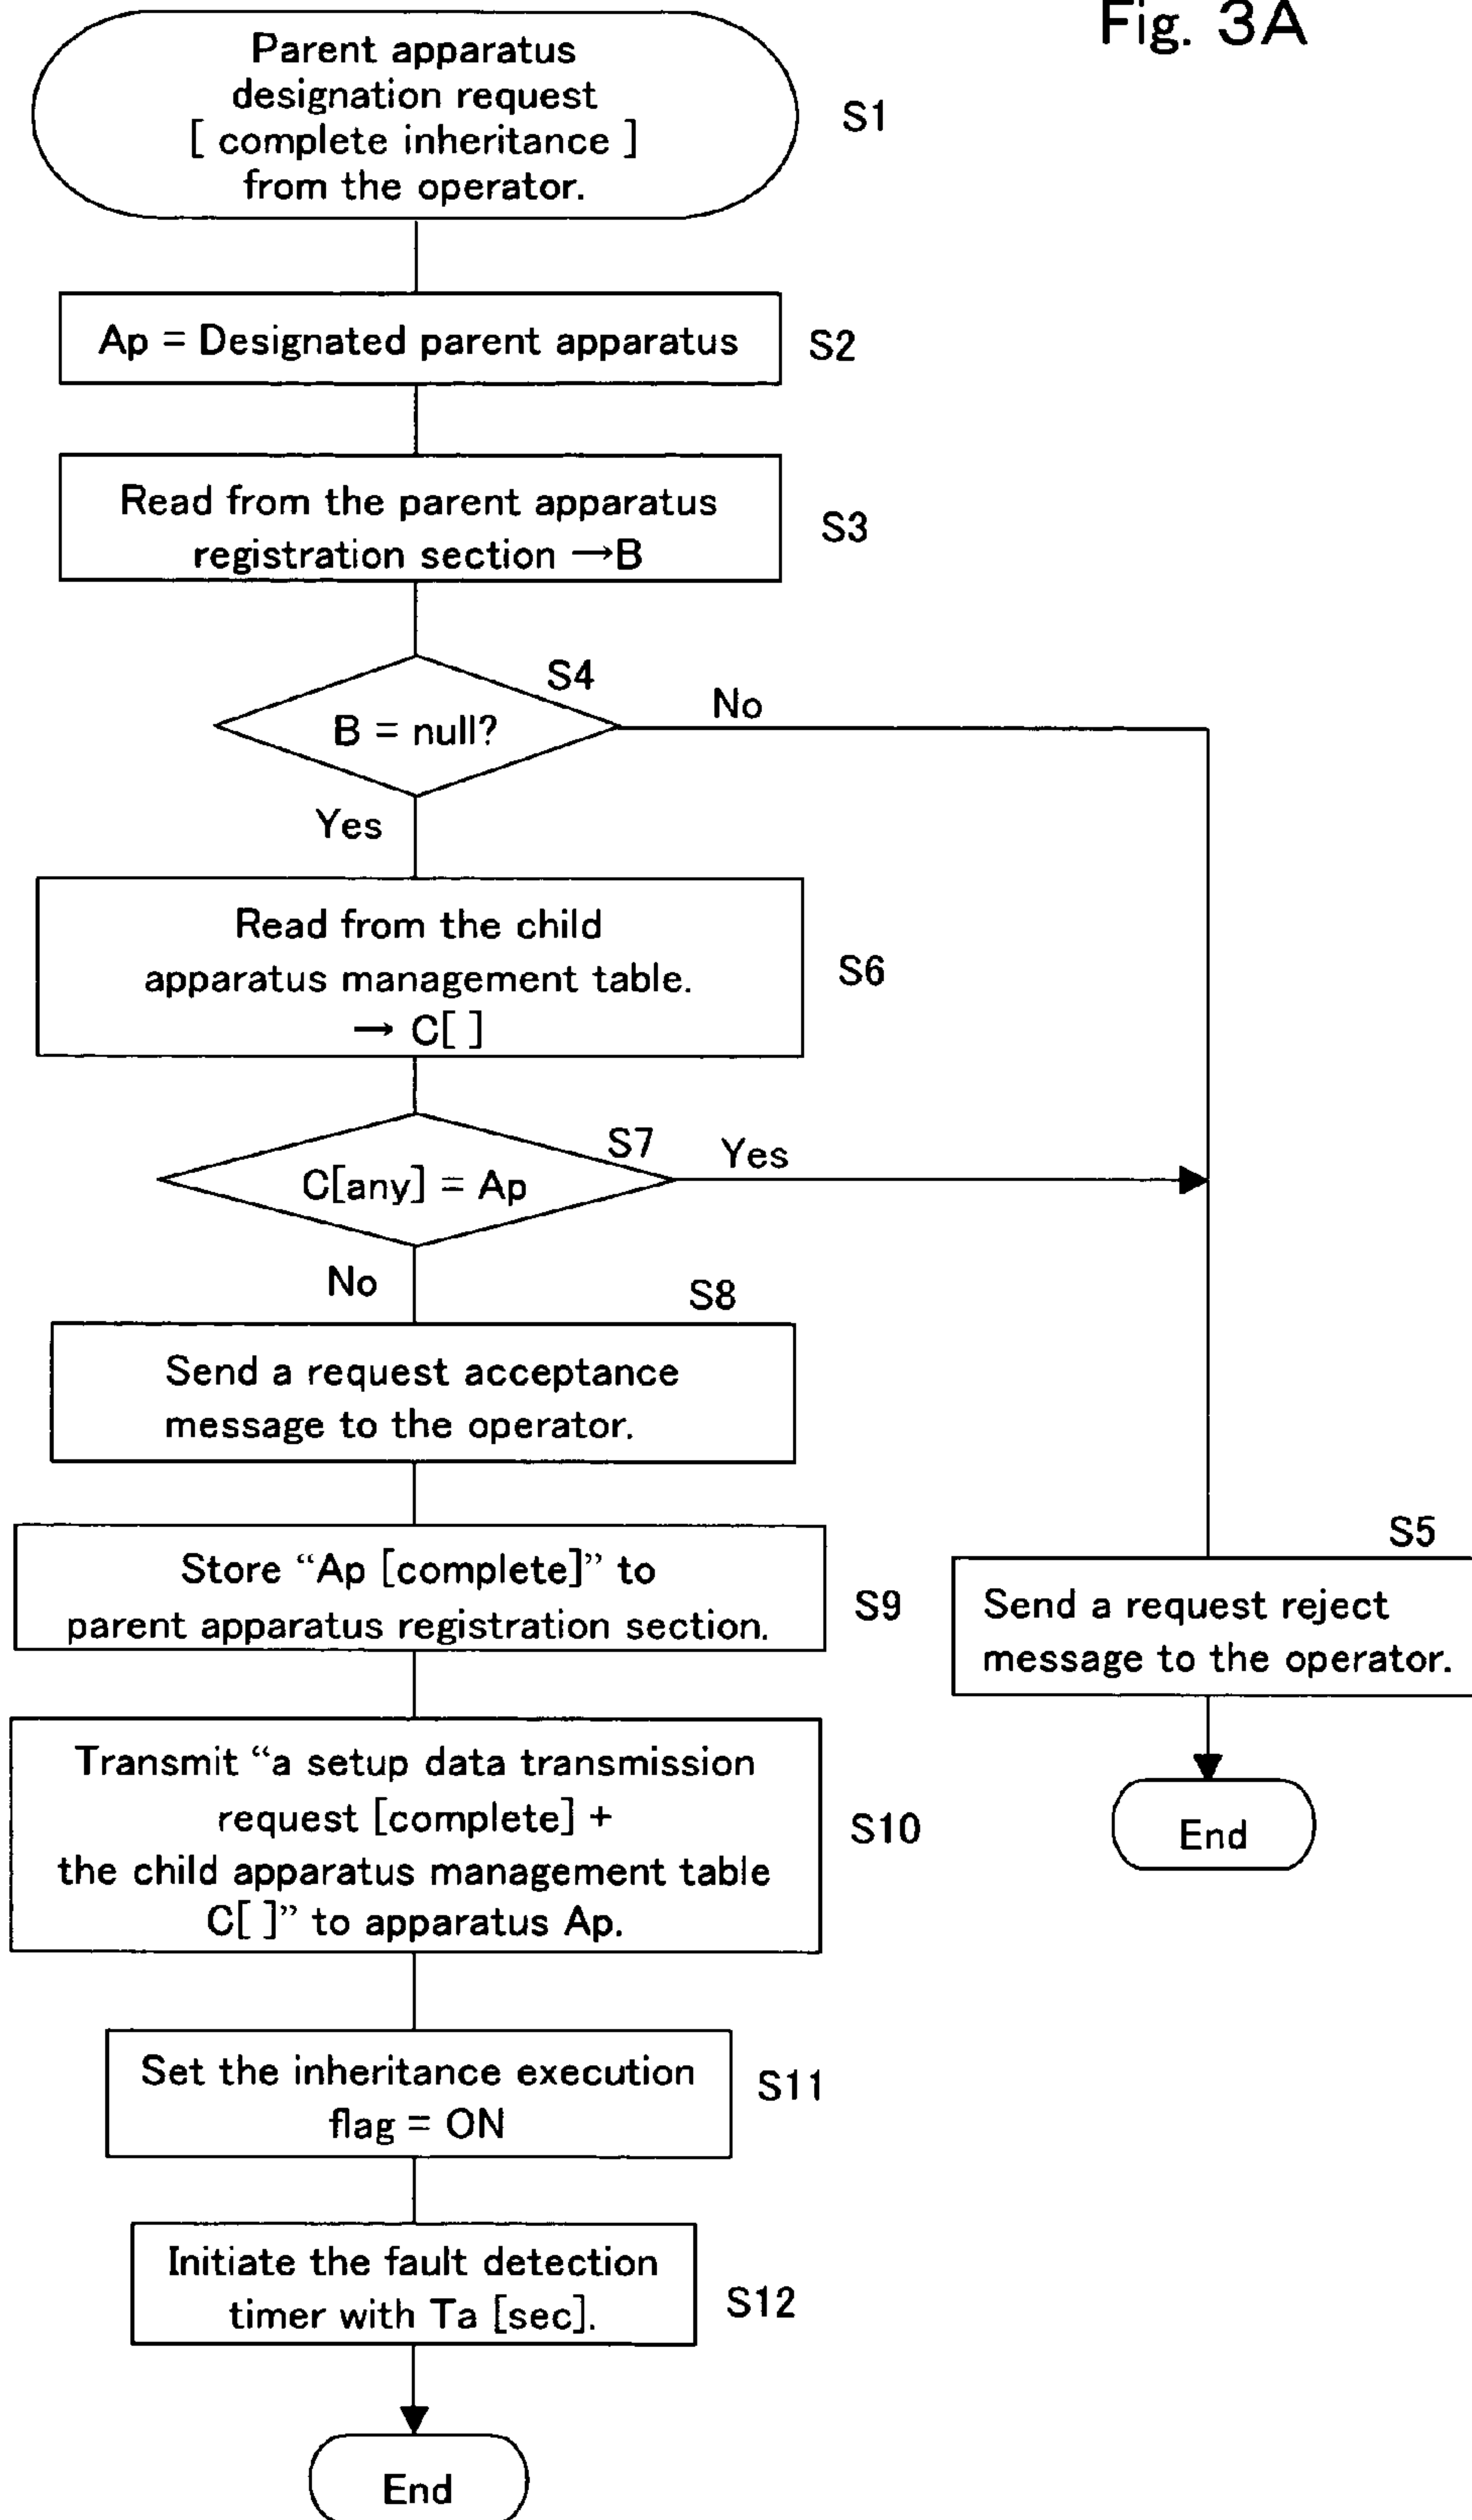 Fig. 3A
Parent apparatus
designation request
[ complete inheritance ]
from the operator.
S1
Ap = Designated parent apparatus
S2
Read from the parent apparatus
registration section →B
S3
S4
B = null?
No
Yes
Read from the child
apparatus management table.
→ C[ ]
S6
S7
C[any] = Ap
Yes
No
S8
Send a request acceptance
message to the operator.
Store “Ap [complete]” to
parent apparatus registration section.
S9
S5
Send a request reject
message to the operator.
End
Transmit “a setup data transmission
request [complete] +
the child apparatus management table
C[ ]” to apparatus Ap.
S10
Set the inheritance execution
flag = ON
S11
Initiate the fault detection
timer with Ta [sec].
S12
End